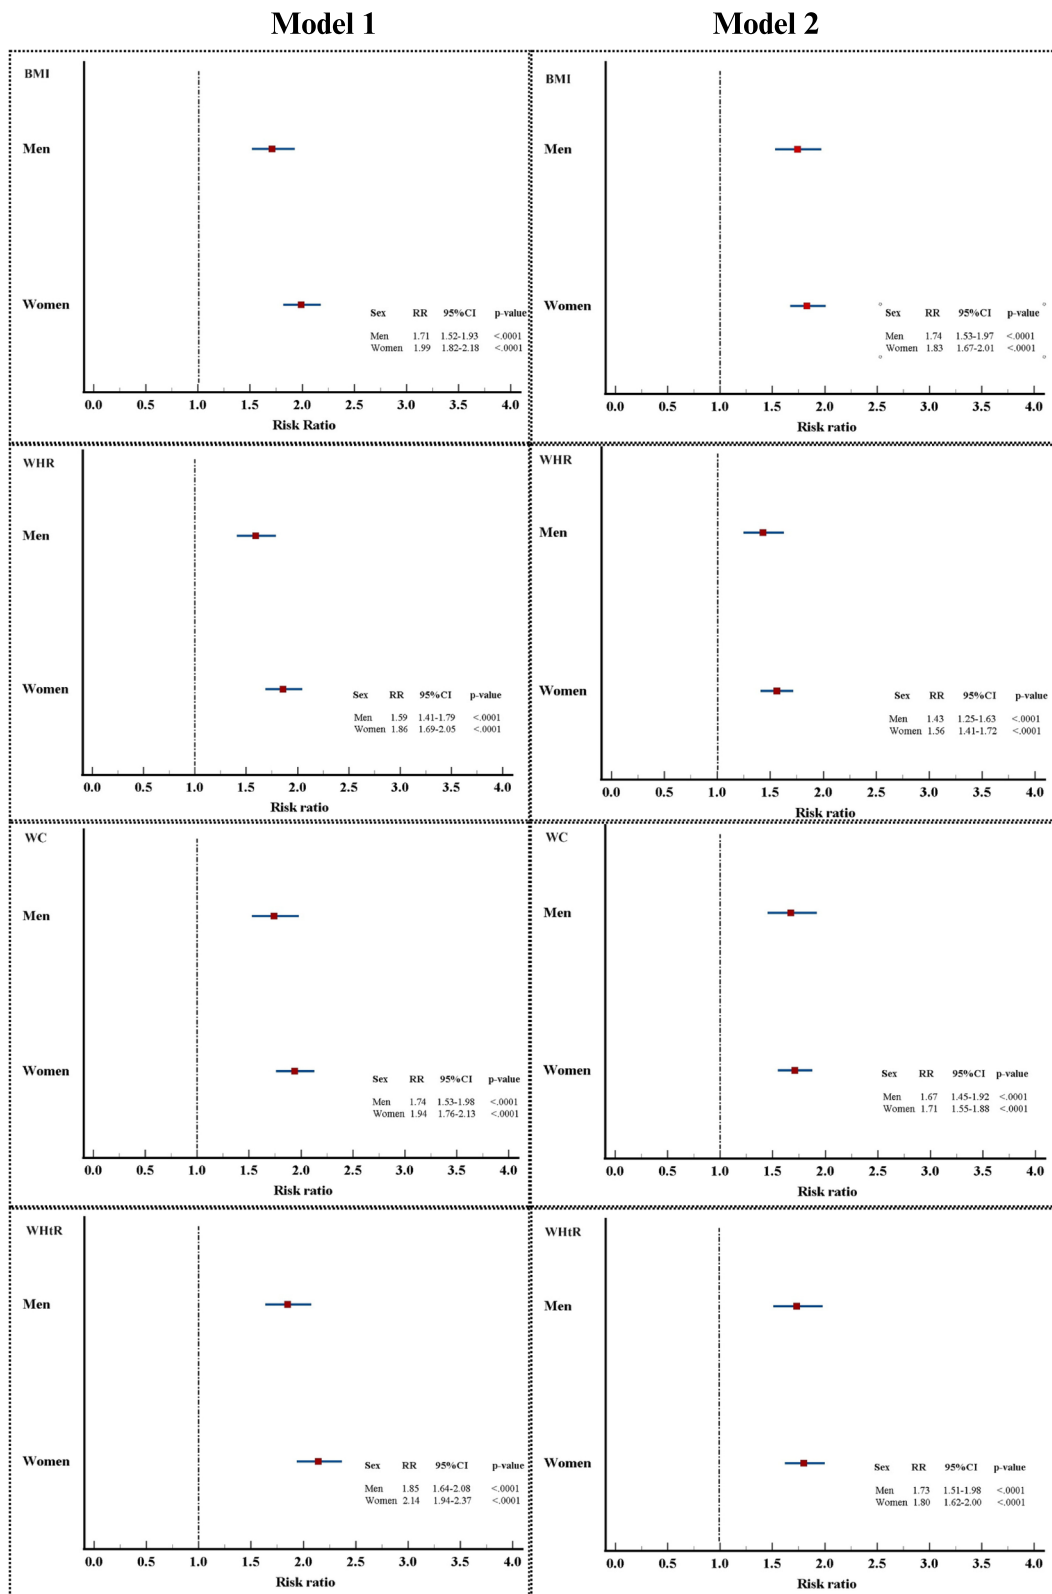 Model 1
Model 2
BMI
Men
Women
Sex RR 95%CI p-value
Men 1.71 1.52-1.93 <.0001
Women 1.99 1.82-2.18 <.0001
0.0 0.5 1.0 1.5 2.0 2.5 3.0 3.5 4.0
Risk Ratio
BMI
Men
Women
Sex RR 95%CI p-value
Men 1.74 1.53-1.97 <.0001
Women 1.83 1.67-2.01 <.0001
0.0 0.5 1.0 1.5 2.0 2.5 3.0 3.5 4.0
Risk ratio
WHR
Men
Women
Sex RR 95%CI p-value
Men 1.59 1.41-1.79 <.0001
Women 1.86 1.69-2.05 <.0001
0.0 0.5 1.0 1.5 2.0 2.5 3.0 3.5 4.0
Risk ratio
WHR
Men
Women
Sex RR 95%CI p-value
Men 1.43 1.25-1.63 <.0001
Women 1.56 1.41-1.72 <.0001
0.0 0.5 1.0 1.5 2.0 2.5 3.0 3.5 4.0
Risk ratio
WC
Men
Women
Sex RR 95%CI p-value
Men 1.74 1.53-1.98 <.0001
Women 1.94 1.76-2.13 <.0001
0.0 0.5 1.0 1.5 2.0 2.5 3.0 3.5 4.0
Risk ratio
WC
Men
Women
Sex RR 95%CI p-value
Men 1.67 1.45-1.92 <.0001
Women 1.71 1.55-1.88 <.0001
0.0 0.5 1.0 1.5 2.0 2.5 3.0 3.5 4.0
Risk ratio
WHtR
Men
Women
Sex RR 95%CI p-value
Men 1.85 1.64-2.08 <.0001
Women 2.14 1.94-2.37 <.0001
0.0 0.5 1.0 1.5 2.0 2.5 3.0 3.5 4.0
Risk ratio
WHtR
Men
Women
Sex RR 95%CI p-value
Men 1.73 1.51-1.98 <.0001
Women 1.80 1.62-2.00 <.0001
0.0 0.5 1.0 1.5 2.0 2.5 3.0 3.5 4.0
Risk ratio